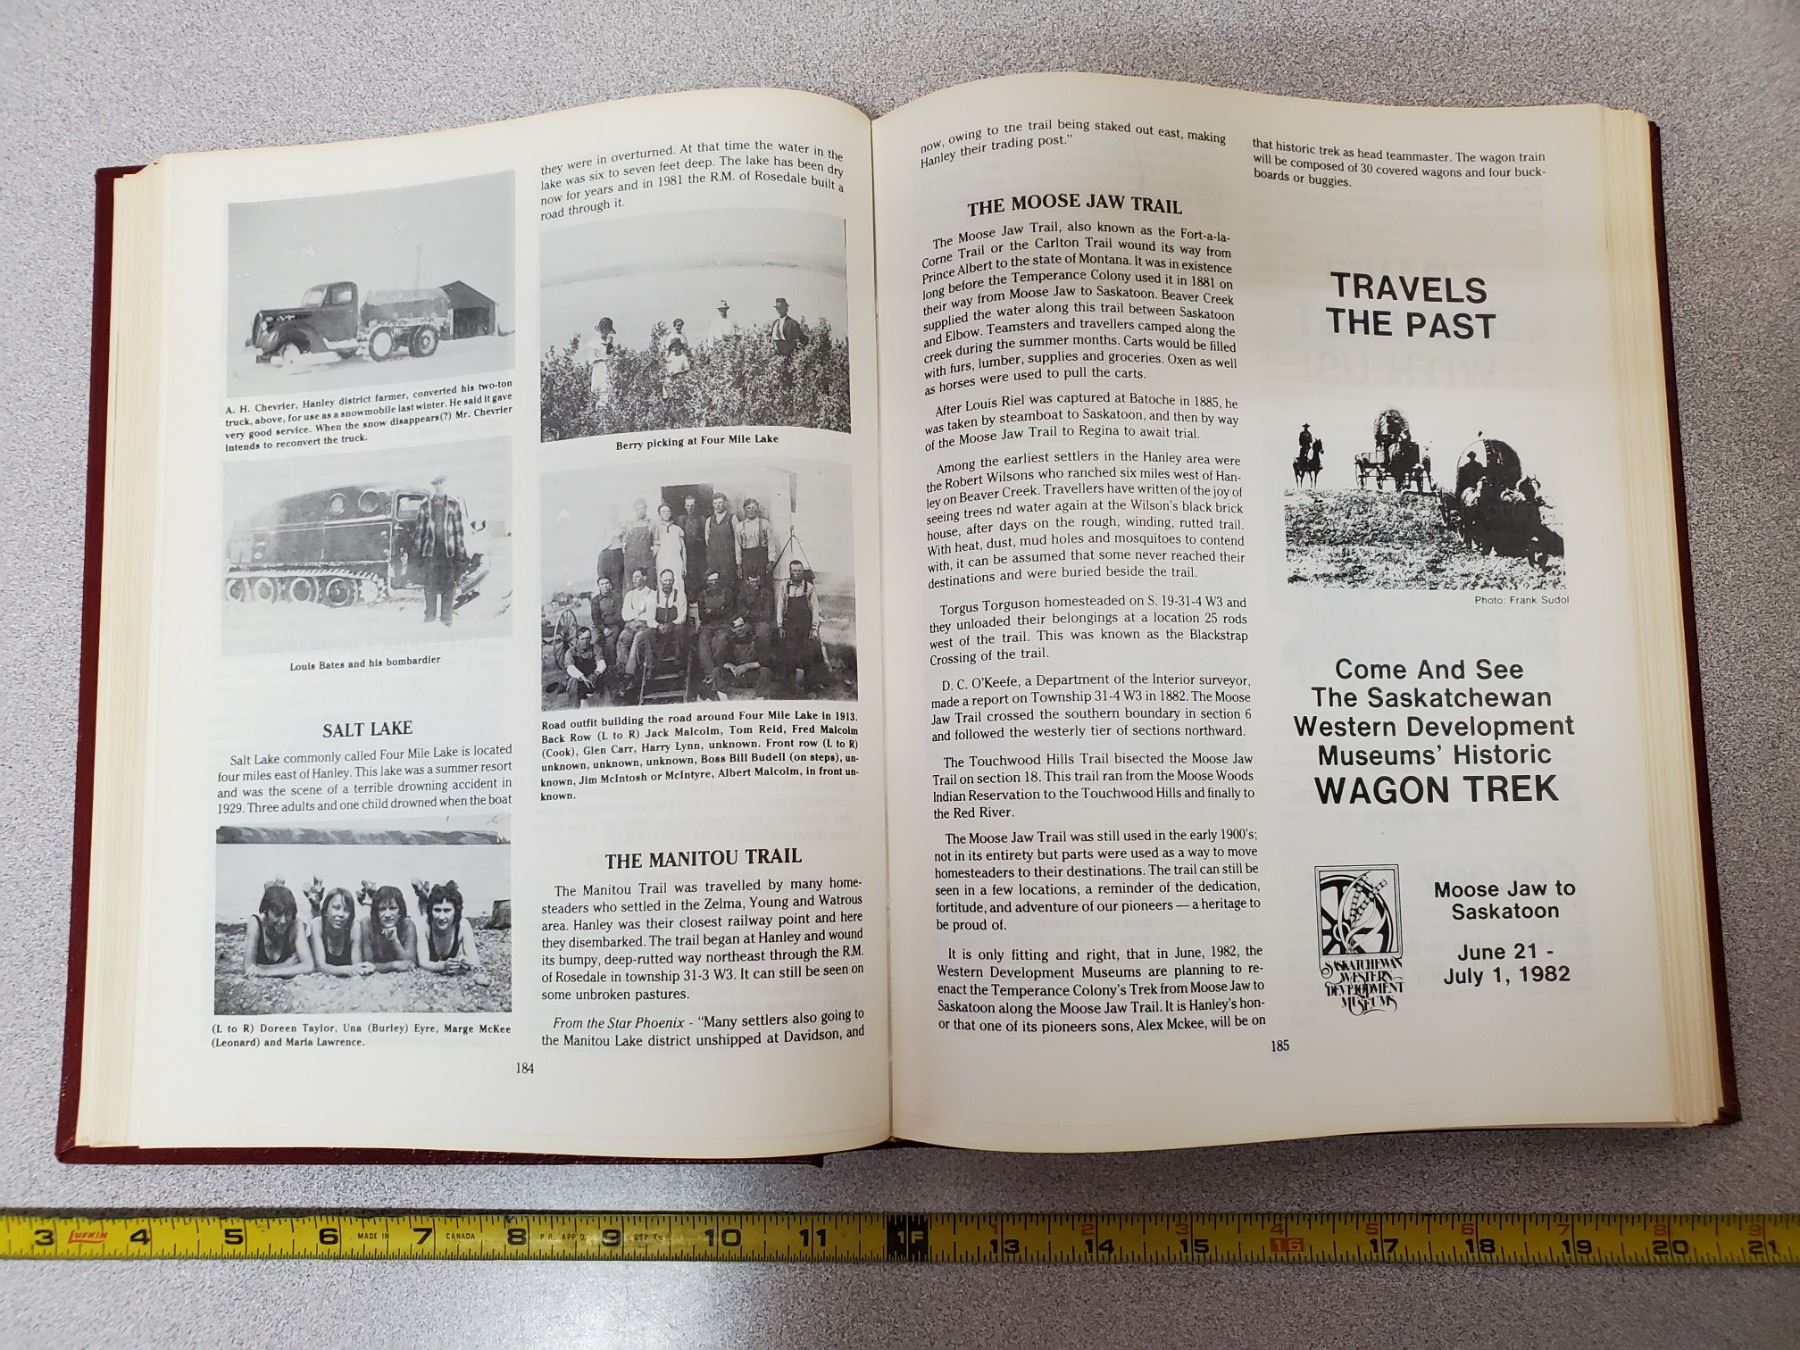 A. H. Chevrier, Hanley district farmer, converted his two-ton
truck, above, for use as a snowmobile last winter. He said it gave
very good service. When the snow disappears(?) Mr. Chevrier
intends to reconvert the truck.
Louis Bates and his bombardier
SALT LAKE
Salt Lake commonly called Four Mile Lake is located
four miles east of Hanley. This lake was a summer resort
and was the scene of a terrible drowning accident in
1929. Three adults and one child drowned when the boat
(L to R) Doreen Taylor, Una (Burley) Eyre, Marge McKee
(Leonard) and Marla Lawrence.
they were in overturned. At that time the water in the
lake was six to seven feet deep. The lake has been dry
now for years and in 1981 the R.M. of Rosedale built a
road through it.
Berry picking at Four Mile Lake
Road outfit building the road around Four Mile Lake in 1913.
Back Row (L to R) Jack Malcolm, Tom Reid, Fred Malcolm
(Cook), Glen Carr, Harry Lynn, unknown. Front row (L to R)
unknown, unknown, unknown, Boss Bill Budell (on steps), un-
known, Jim McIntosh or McIntyre, Albert Malcolm, in front un-
known.
THE MANITOU TRAIL
The Manitou Trail was travelled by many home-
steaders who settled in the Zelma, Young and Watrous
area. Hanley was their closest railway point and here
they disembarked. The trail began at Hanley and wound
its bumpy, deep-rutted way northeast through the R.M.
of Rosedale in township 31-3 W3. It can still be seen on
some unbroken pastures.
From the Star Phoenix - "Many settlers also going to
the Manitou Lake district unshipped at Davidson, and
184
now, owing to the trail being staked out east, making
Hanley their trading post."
THE MOOSE JAW TRAIL
The Moose Jaw Trail, also known as the Fort-a-la-
Corne Trail or the Carlton Trail wound its way from
Prince Albert to the state of Montana. It was in existence
long before the Temperance Colony used it in 1881 on
their way from Moose Jaw to Saskatoon. Beaver Creek
supplied the water along this trail between Saskatoon
and Elbow. Teamsters and travellers camped along the
creek during the summer months. Carts would be filled
with furs, lumber, supplies and groceries. Oxen as well
as horses were used to pull the carts.
After Louis Riel was captured at Batoche in 1885, he
was taken by steamboat to Saskatoon, and then by way
of the Moose Jaw Trail to Regina to await trial.
Among the earliest settlers in the Hanley area were
the Robert Wilsons who ranched six miles west of Han-
ley on Beaver Creek. Travellers have written of the joy of
seeing trees nd water again at the Wilson's black brick
house, after days on the rough, winding, rutted trail.
With heat, dust, mud holes and mosquitoes to contend
with, it can be assumed that some never reached their
destinations and were buried beside the trail.
Torgus Torguson homesteaded on S. 19-31-4 W3 and
they unloaded their belongings at a location 25 rods
west of the trail. This was known as the Blackstrap
Crossing of the trail.
D. C. O'Keefe, a Department of the Interior surveyor,
made a report on Township 31-4 W3 in 1882. The Moose
Jaw Trail crossed the southern boundary in section 6
and followed the westerly tier of sections northward.
The Touchwood Hills Trail bisected the Moose Jaw
Trail on section 18. This trail ran from the Moose Woods
Indian Reservation to the Touchwood Hills and finally to
the Red River.
The Moose Jaw Trail was still used in the early 1900's;
not in its entirety but parts were used as a way to move
homesteaders to their destinations. The trail can still be
seen in a few locations, a reminder of the dedication,
fortitude, and adventure of our pioneers — a heritage to
be proud of.
It is only fitting and right, that in June, 1982, the
Western Development Museums are planning to re-
enact the Temperance Colony's Trek from Moose Jaw to
Saskatoon along the Moose Jaw Trail. It is Hanley's hon-
or that one of its pioneers sons, Alex Mckee, will be on
that historic trek as head teammaster. The wagon train
will be composed of 30 covered wagons and four buck-
boards or buggies.
TRAVELS
THE PAST
Photo: Frank Sudol
Come And See
The Saskatchewan
Western Development
Museums' Historic
WAGON TREK
SASKATCHEWAN
WESTERN
DEVELOPMENT
MUSEUMS
Moose Jaw to
Saskatoon
June 21 -
July 1, 1982
185
3 LUFKIN 4 5 6 MADE IN 7 CANADA 8 9 10 11 1F 13 14 15 16 17 18 19 20 21
1 2 3 4 5 6 7 8 9